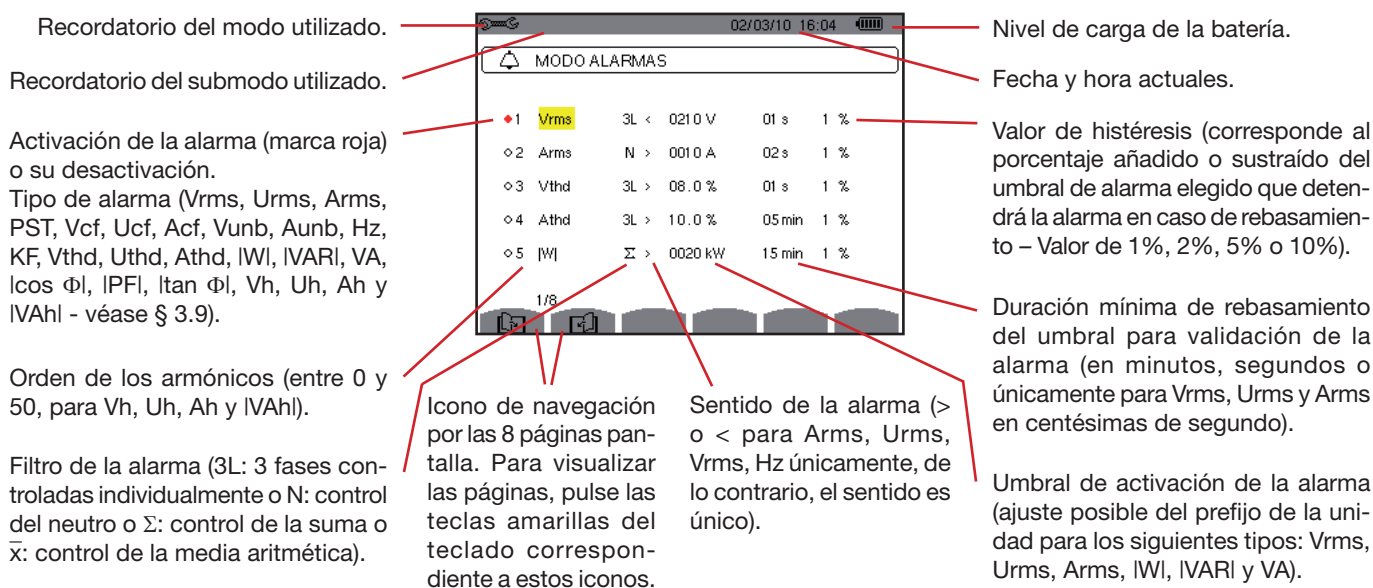 Recordatorio del modo utilizado.
Recordatorio del submodo utilizado.
Activación de la alarma (marca roja)
o su desactivación.
Tipo de alarma (Vrms, Urms, Arms,
PST, Vcf, Ucf, Acf, Vunb, Aunb, Hz,
KF, Vthd, Uthd, Athd, |W|, |VAR|, VA,
|cos Φ|, |PF|, |tan Φ|, Vh, Uh, Ah y
|VAh| - véase § 3.9).
Orden de los armónicos (entre 0 y
50, para Vh, Uh, Ah y |VAh|).
Filtro de la alarma (3L: 3 fases con-
troladas individualmente o N: control
del neutro o Σ: control de la suma o
x̅: control de la media aritmética).
02/03/10 16:04
MODO ALARMAS
1 Vrms 3L < 0210 V 01 s 1 %
2 Arms N > 0010 A 02 s 1 %
3 Vthd 3L > 08.0 % 01 s 1 %
4 Athd 3L > 10.0 % 05 min 1 %
5 |W| Σ > 0020 kW 15 min 1 %
1/8
Icono de navegación
por las 8 páginas pan-
talla. Para visualizar
las páginas, pulse las
teclas amarillas del
teclado correspon-
diente a estos iconos.
Sentido de la alarma (>
o < para Arms, Urms,
Vrms, Hz únicamente, de
lo contrario, el sentido es
único).
Nivel de carga de la batería.
Fecha y hora actuales.
Valor de histéresis (corresponde al
porcentaje añadido o sustraído del
umbral de alarma elegido que deten-
drá la alarma en caso de rebasamien-
to – Valor de 1%, 2%, 5% o 10%).
Duración mínima de rebasamiento
del umbral para validación de la
alarma (en minutos, segundos o
únicamente para Vrms, Urms y Arms
en centésimas de segundo).
Umbral de activación de la alarma
(ajuste posible del prefijo de la uni-
dad para los siguientes tipos: Vrms,
Urms, Arms, |W|, |VAR| y VA).